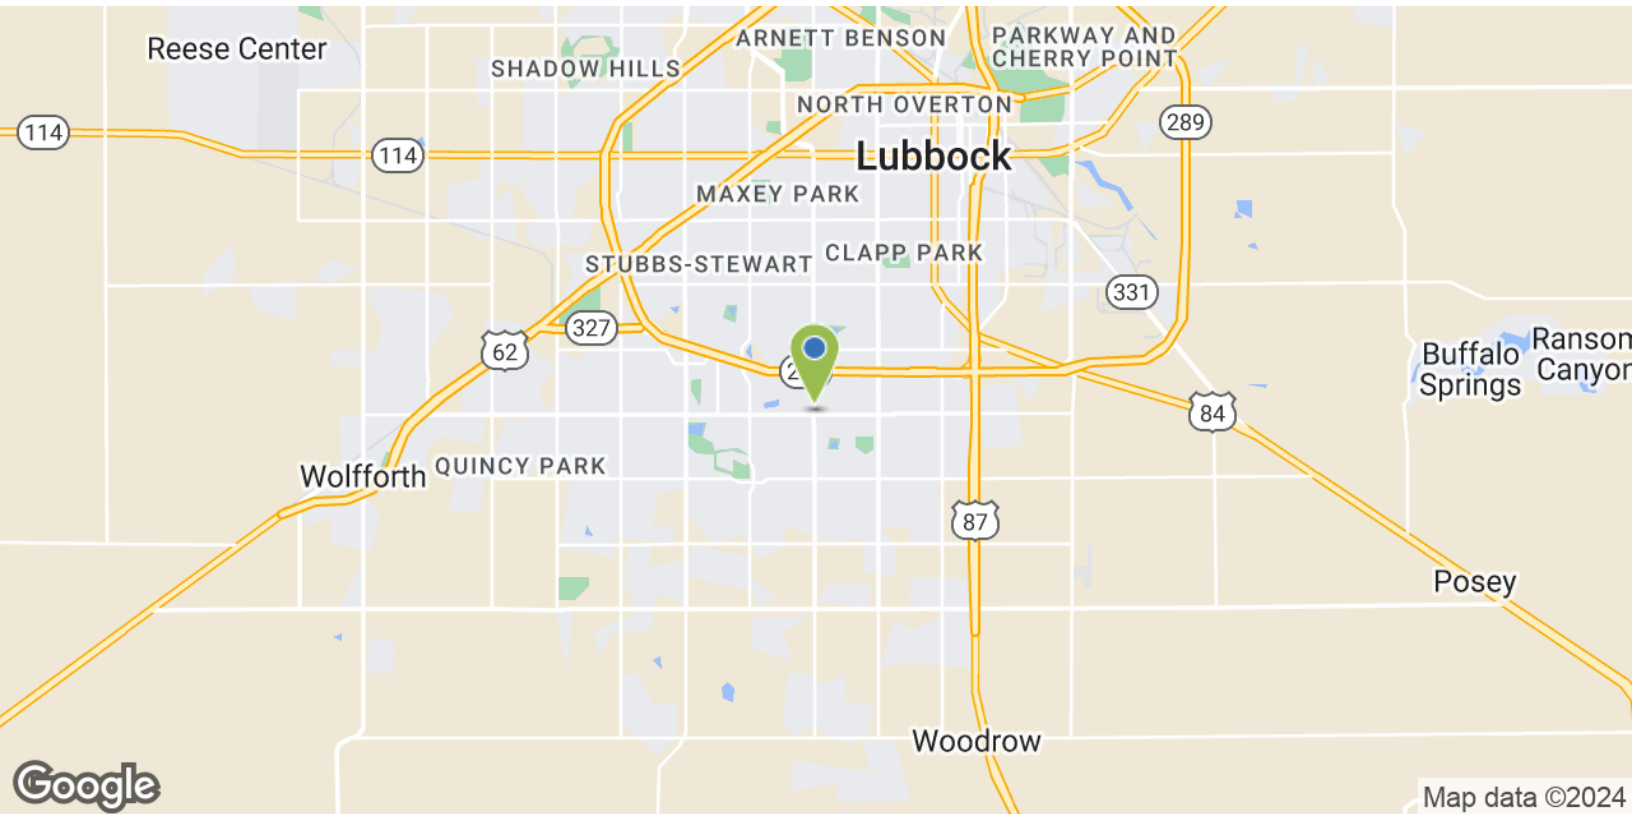 ARNETT BENSON
PARKWAY AND
CHERRY POINT
Reese Center
SHADOW HILLS
NORTH OVERTON
289
114
114
Lubbock
MAXEY PARK
CLAPP PARK
STUBBS-STEWART
331
327
62
Buffalo
Springs
Ransom
Canyon
84
Wolfforth
QUINCY PARK
87
Posey
Woodrow
Google
Map data ©2024